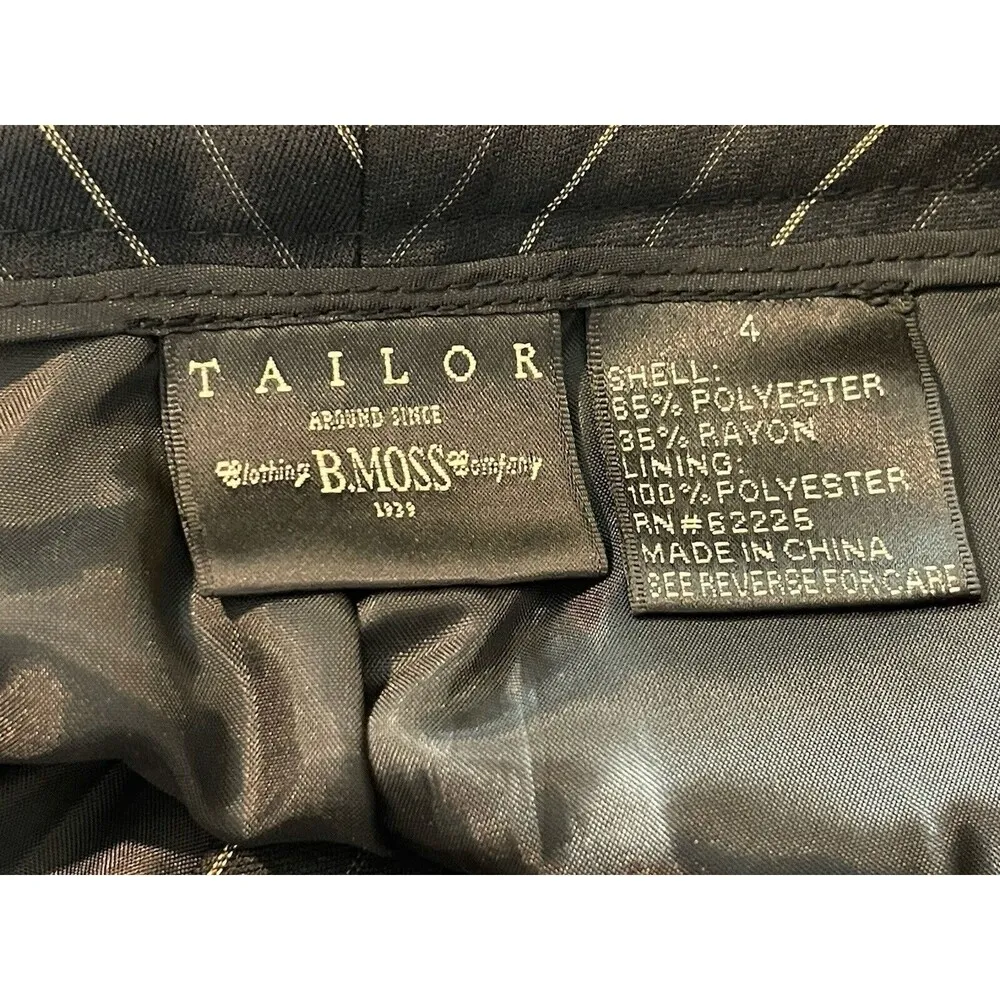 TAILOR
AROUND SINCE
Clothing B.MOSS Company
1939
4
SHELL:
65% POLYESTER
35% RAYON
LINING:
100% POLYESTER
RN#62225
MADE IN CHINA
SEE REVERSE FOR CARE